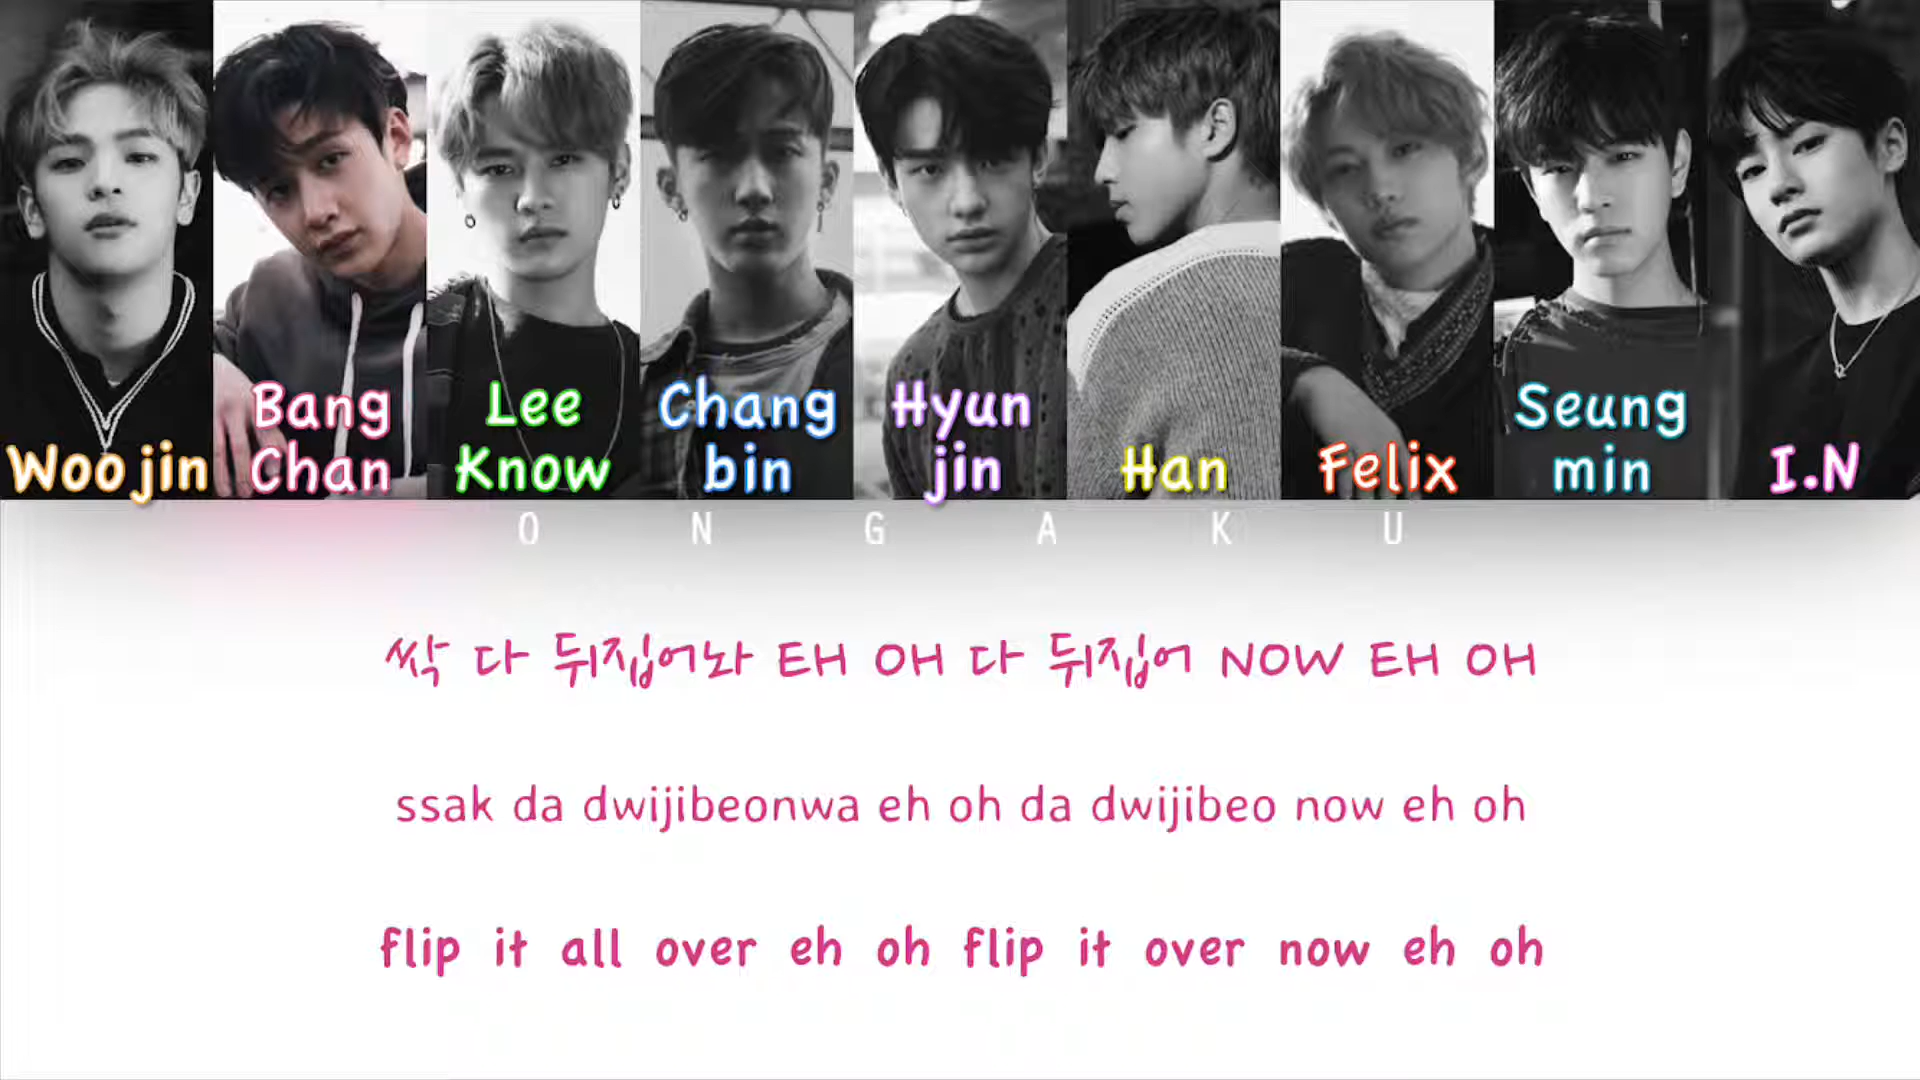 Woojin
Bang Chan
Lee Know
Chang bin
Hyun jin
Han
Felix
Seung min
I.N
O N G A K U
싹 다 뒤집어놔 EH OH 다 뒤집어 NOW EH OH
ssak da dwijibeonwa eh oh da dwijibeo now eh oh
flip it all over eh oh flip it over now eh oh